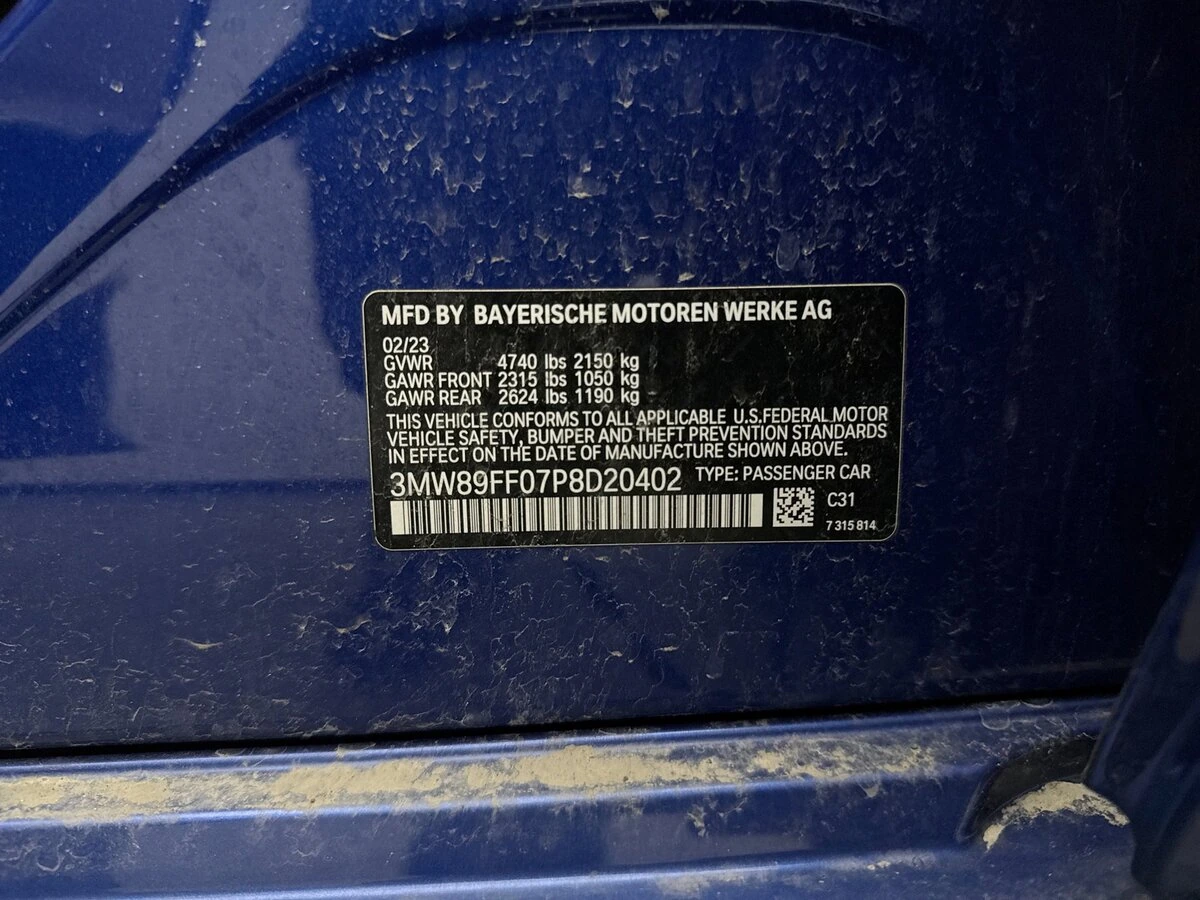 MFD BY BAYERISCHE MOTOREN WERKE AG
02/23
GVWR 4740 lbs 2150 kg
GAWR FRONT 2315 lbs 1050 kg
GAWR REAR 2624 lbs 1190 kg
THIS VEHICLE CONFORMS TO ALL APPLICABLE U.S.FEDERAL MOTOR
VEHICLE SAFETY, BUMPER AND THEFT PREVENTION STANDARDS
IN EFFECT ON THE DATE OF MANUFACTURE SHOWN ABOVE.
3MW89FF07P8D20402 TYPE: PASSENGER CAR
C31
7 315 814